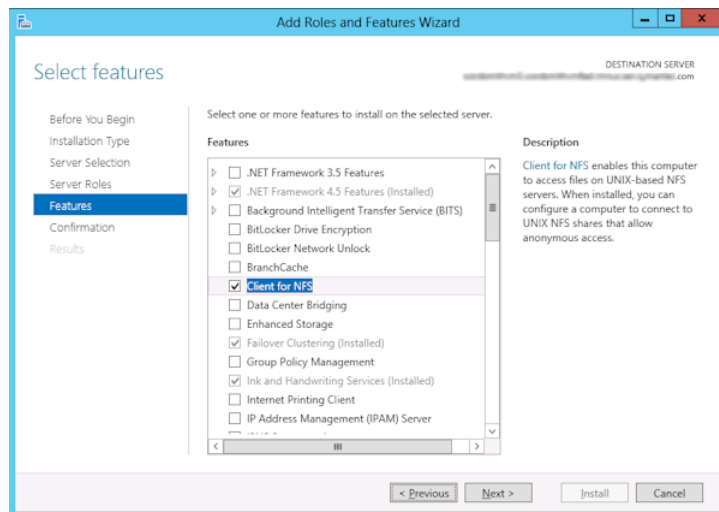 Add Roles and Features Wizard
Select features
DESTINATION SERVER
.com
Before You Begin
Installation Type
Server Selection
Server Roles
Features
Confirmation
Results
Select one or more features to install on the selected server.
Features
.NET Framework 3.5 Features
.NET Framework 4.5 Features (Installed)
Background Intelligent Transfer Service (BITS)
BitLocker Drive Encryption
BitLocker Network Unlock
BranchCache
Client for NFS
Data Center Bridging
Enhanced Storage
Failover Clustering (Installed)
Group Policy Management
Ink and Handwriting Services (Installed)
Internet Printing Client
IP Address Management (IPAM) Server
Description
Client for NFS enables this computer
to access files on UNIX-based NFS
servers. When installed, you can
configure a computer to connect to
UNIX NFS shares that allow
anonymous access.
< Previous
Next >
Install
Cancel